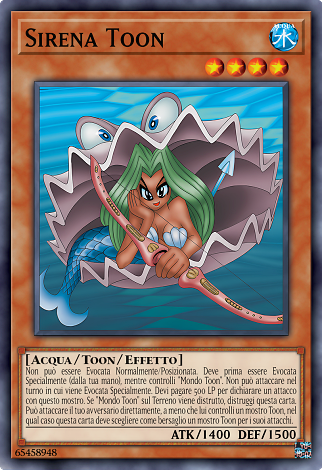 Sirena Toon
ACQUA
水
[Acqua/Toon/Effetto]
Non può essere Evocata Normalmente/Posizionata. Deve prima essere Evocata
Specialmente (dalla tua mano), mentre controlli "Mondo Toon". Non può attaccare nel
turno in cui viene Evocata Specialmente. Devi pagare 500 LP per dichiarare un attacco
con questo mostro. Se "Mondo Toon" sul Terreno viene distrutto, distruggi questa carta.
Può attaccare il tuo avversario direttamente, a meno che lui controlli un mostro Toon, nel
qual caso questa carta deve scegliere come bersaglio un mostro Toon per i suoi attacchi.
ATK/1400 DEF/1500
65458948